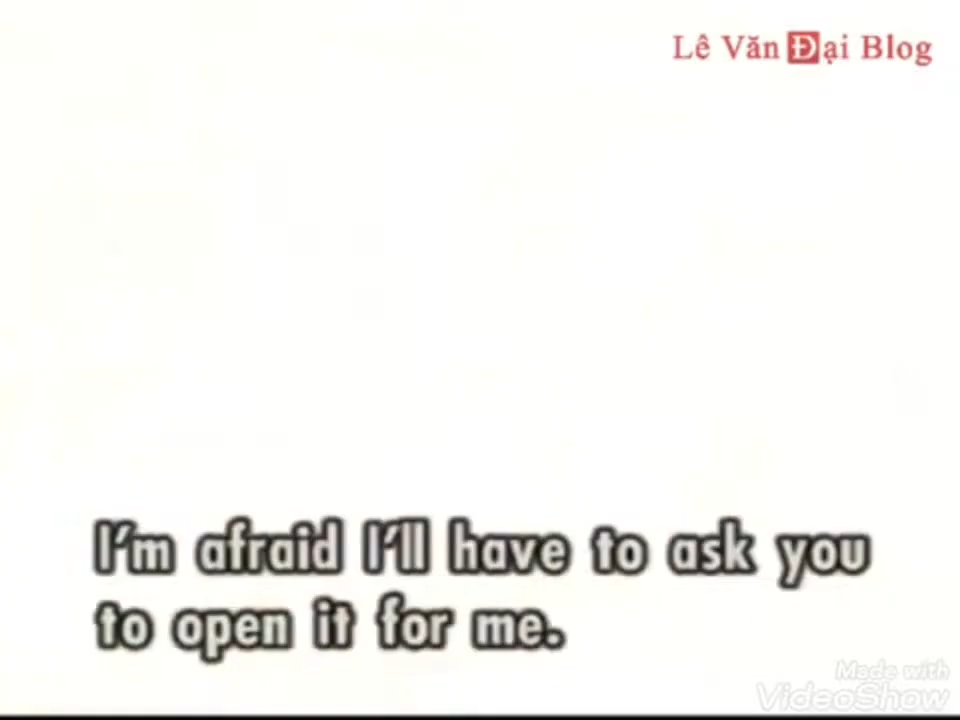 Lê Văn Đại Blog
I'm afraid I'll have to ask you
to open it for me.
Made with
VideoShow